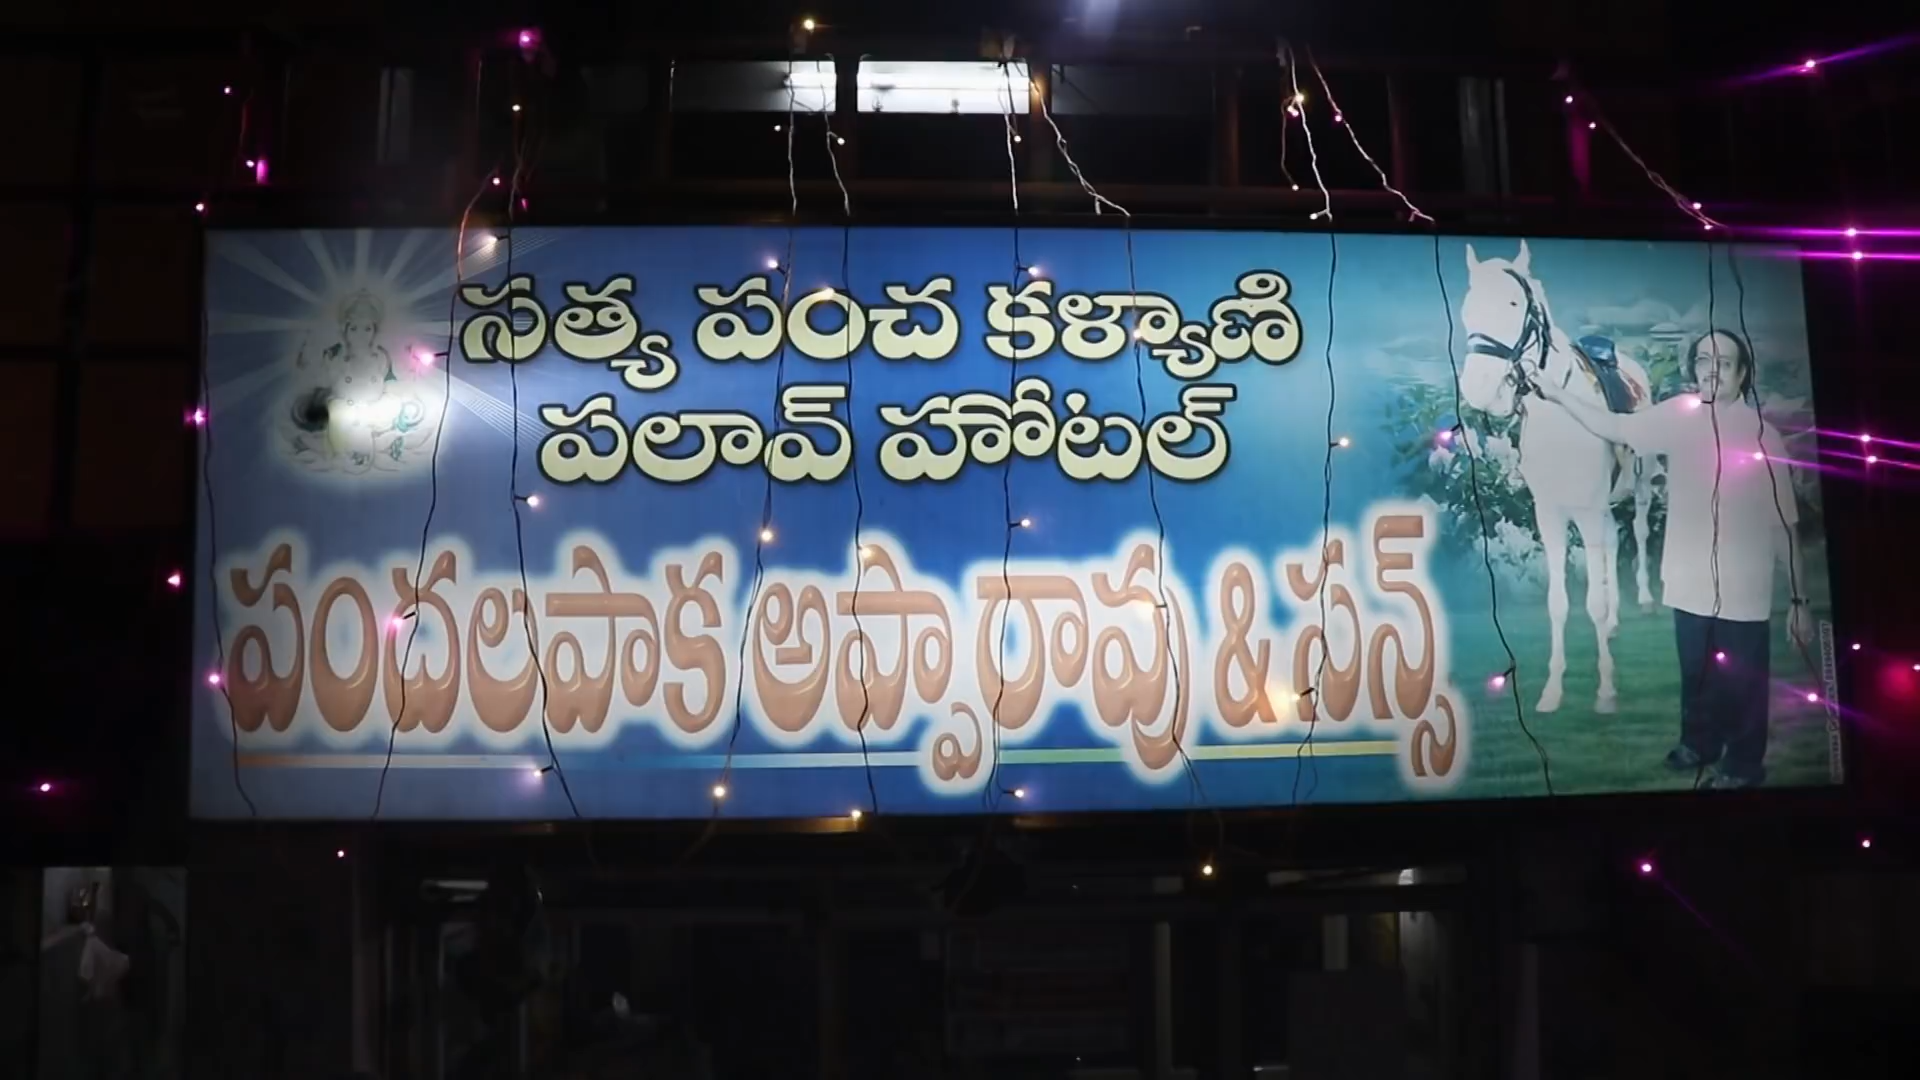 సత్య పంచ కళ్యాణి
పలావ్ హోటల్
పందలపాక అప్పారావు & సన్స్